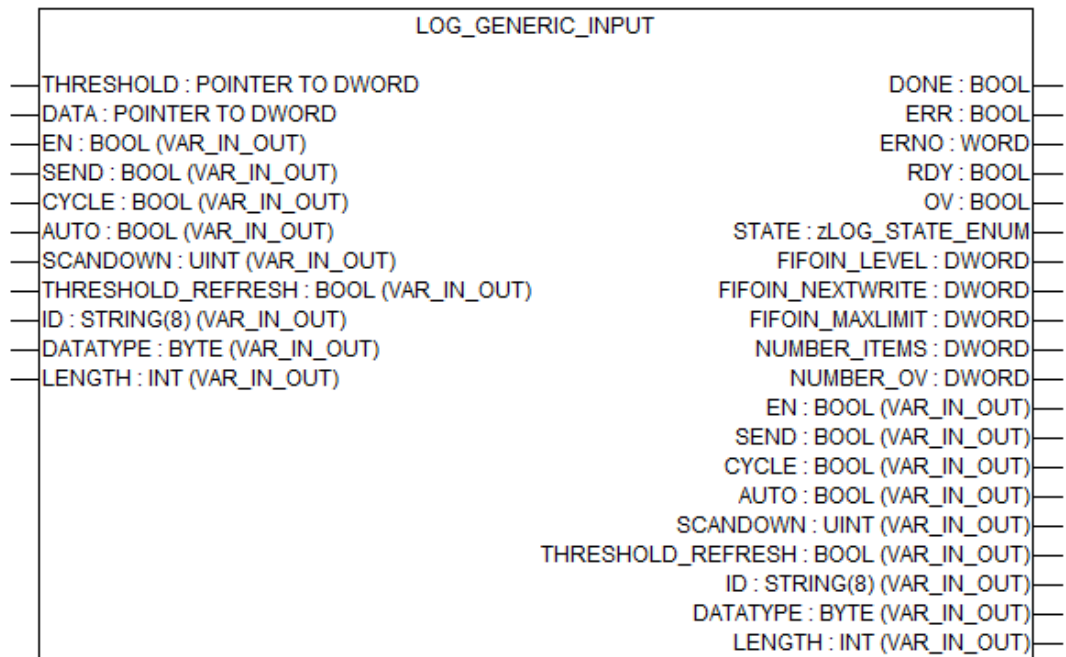 LOG_GENERIC_INPUT
THRESHOLD : POINTER TO DWORD
DATA : POINTER TO DWORD
EN : BOOL (VAR_IN_OUT)
SEND : BOOL (VAR_IN_OUT)
CYCLE : BOOL (VAR_IN_OUT)
AUTO : BOOL (VAR_IN_OUT)
SCANDOWN : UINT (VAR_IN_OUT)
THRESHOLD_REFRESH : BOOL (VAR_IN_OUT)
ID : STRING(8) (VAR_IN_OUT)
DATATYPE : BYTE (VAR_IN_OUT)
LENGTH : INT (VAR_IN_OUT)
DONE : BOOL
ERR : BOOL
ERNO : WORD
RDY : BOOL
OV : BOOL
STATE : zLOG_STATE_ENUM
FIFOIN_LEVEL : DWORD
FIFOIN_NEXTWRITE : DWORD
FIFOIN_MAXLIMIT : DWORD
NUMBER_ITEMS : DWORD
NUMBER_OV : DWORD
EN : BOOL (VAR_IN_OUT)
SEND : BOOL (VAR_IN_OUT)
CYCLE : BOOL (VAR_IN_OUT)
AUTO : BOOL (VAR_IN_OUT)
SCANDOWN : UINT (VAR_IN_OUT)
THRESHOLD_REFRESH : BOOL (VAR_IN_OUT)
ID : STRING(8) (VAR_IN_OUT)
DATATYPE : BYTE (VAR_IN_OUT)
LENGTH : INT (VAR_IN_OUT)